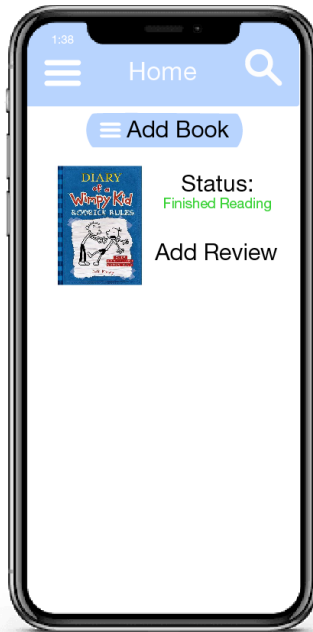 1:38
Home
Add Book
DIARY
of a
Wimpy Kid
RODRICK RULES
Status:
Finished Reading
Add Review